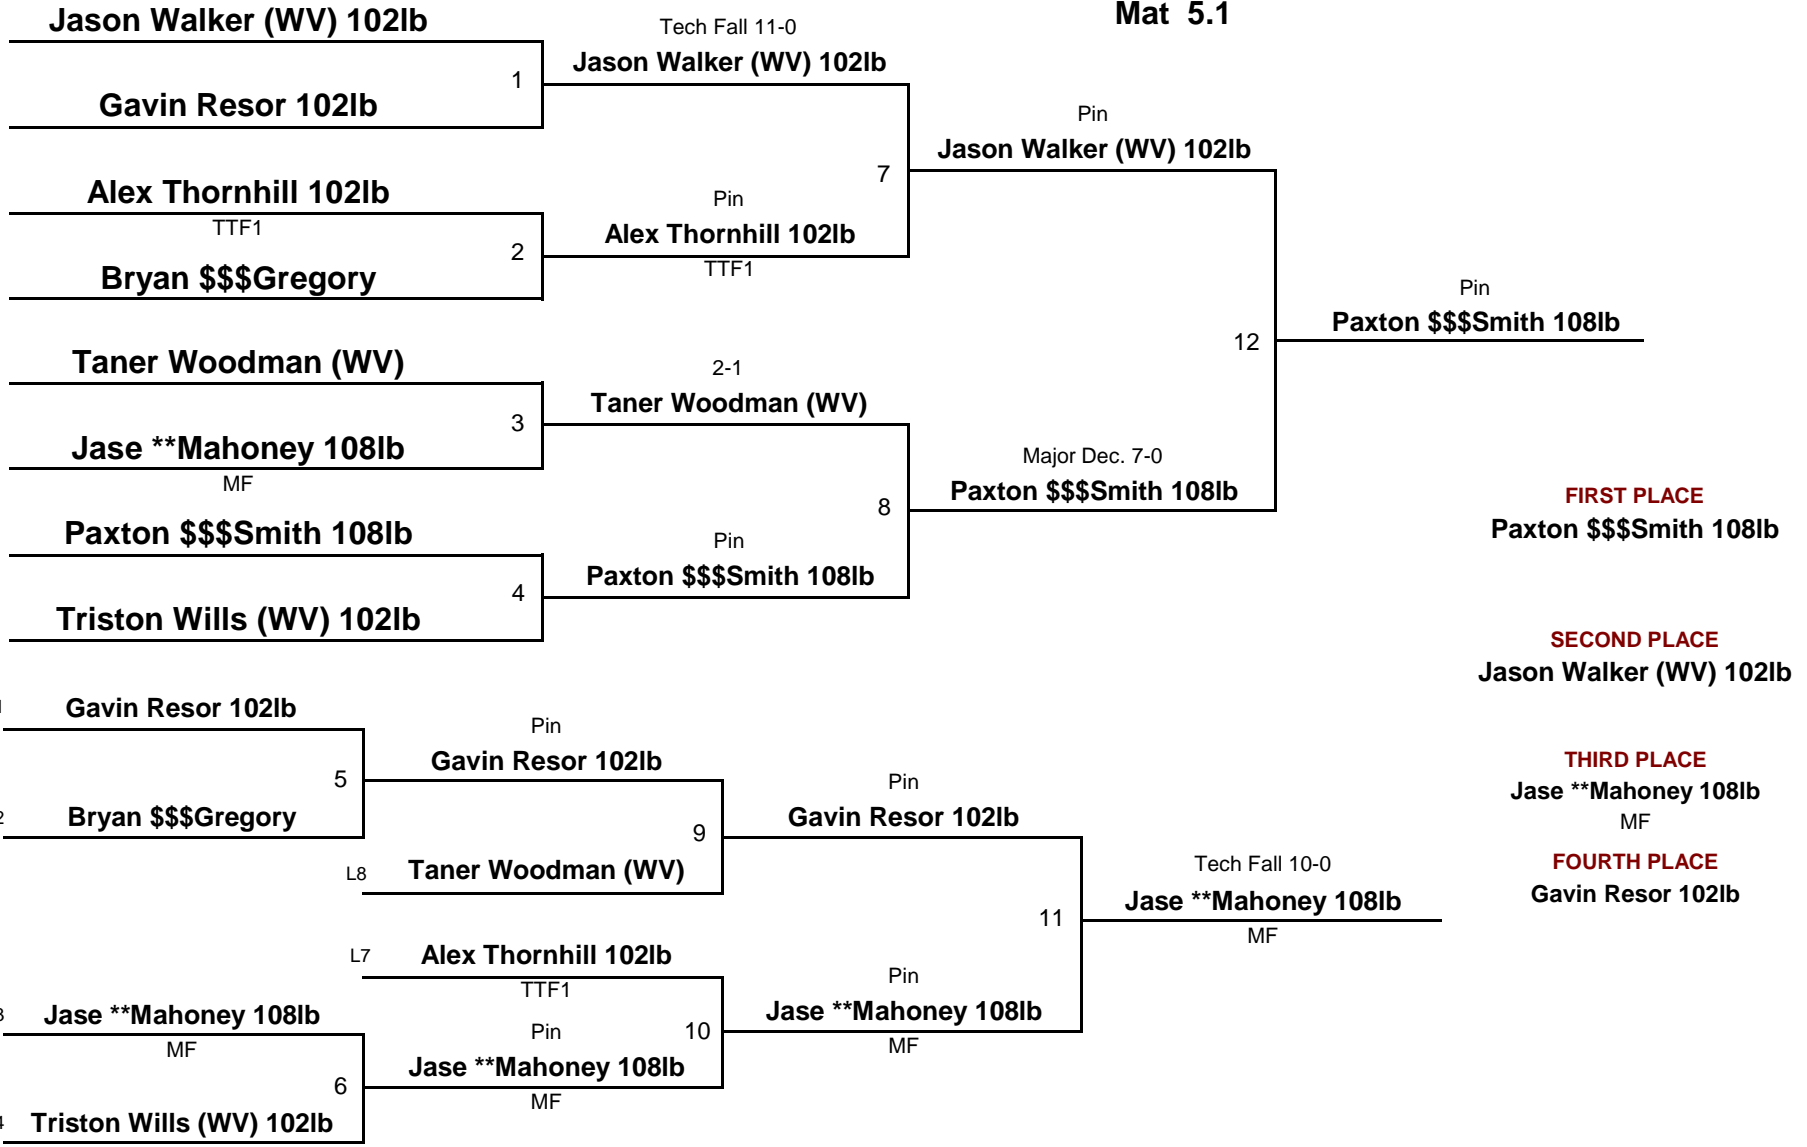 Mat 5.1
Jason Walker (WV) 102lb
Gavin Resor 102lb
1
Tech Fall 11-0
Jason Walker (WV) 102lb
Alex Thornhill 102lb
TTF1
Bryan $$$Gregory
2
Pin
Alex Thornhill 102lb
TTF1
7
Pin
Jason Walker (WV) 102lb
Taner Woodman (WV)
Jase **Mahoney 108lb
MF
3
2-1
Taner Woodman (WV)
Paxton $$$Smith 108lb
Triston Wills (WV) 102lb
4
Pin
Paxton $$$Smith 108lb
8
Major Dec. 7-0
Paxton $$$Smith 108lb
12
Pin
Paxton $$$Smith 108lb
FIRST PLACE
Paxton $$$Smith 108lb
SECOND PLACE
Jason Walker (WV) 102lb
THIRD PLACE
Jase **Mahoney 108lb
MF
FOURTH PLACE
Gavin Resor 102lb
Gavin Resor 102lb
2 Bryan $$$Gregory
5
Pin
Gavin Resor 102lb
L8 Taner Woodman (WV)
9
Pin
Gavin Resor 102lb
L7 Alex Thornhill 102lb
TTF1
3 Jase **Mahoney 108lb
MF
4 Triston Wills (WV) 102lb
6
Pin
Jase **Mahoney 108lb
MF
10
Pin
Jase **Mahoney 108lb
MF
11
Tech Fall 10-0
Jase **Mahoney 108lb
MF